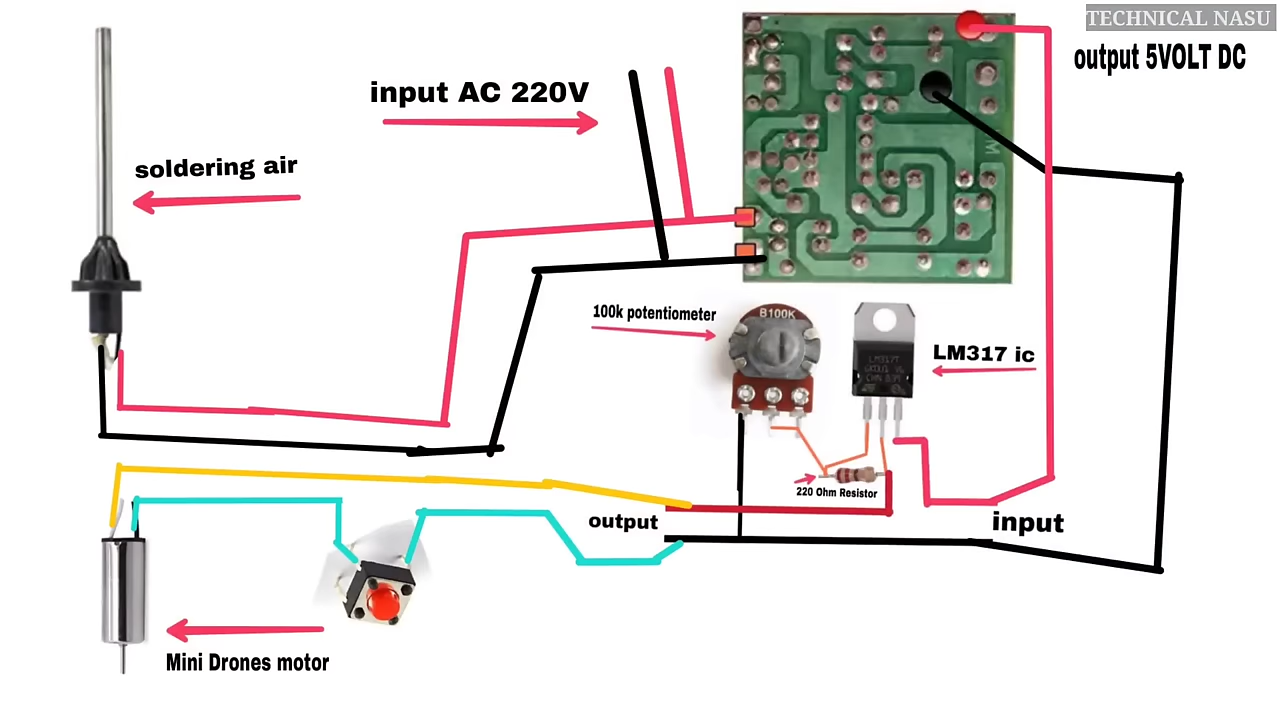 TECHNICAL NASU
output 5VOLT DC
input AC 220V
soldering air
M
100k potentiometer
B100K
LM317T
LM317 ic
220 Ohm Resistor
output
input
Mini Drones motor